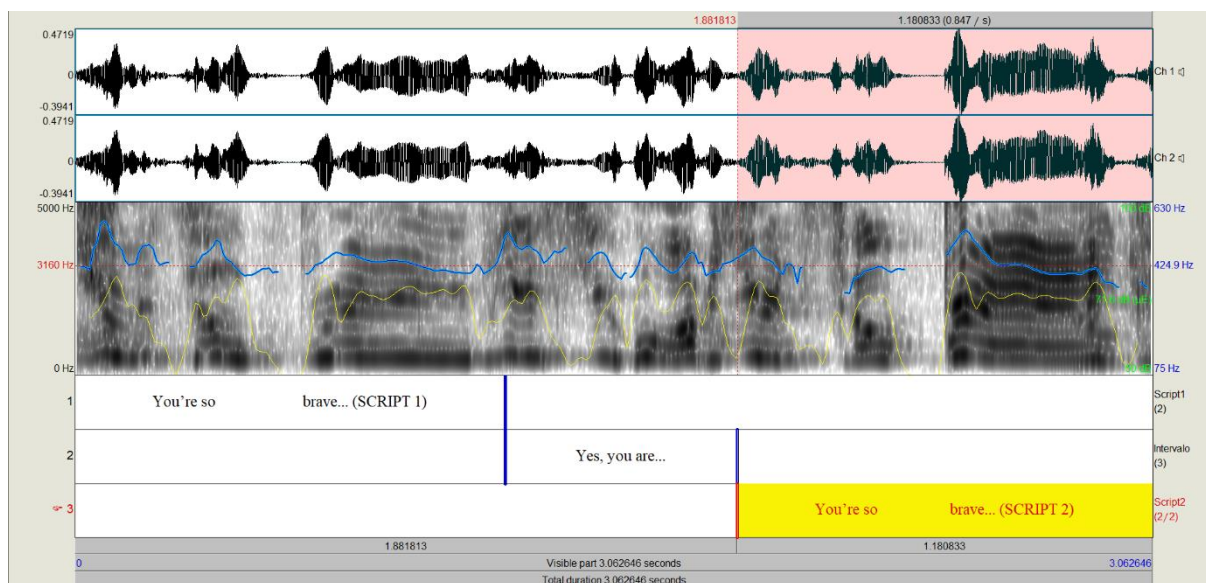 1.881813 1.180833 (0.847 / s)
0.4719
0
-0.3941
Ch 1
0.4719
0
-0.3941
Ch 2
5000 Hz 630 Hz
3160 Hz 424.9 Hz
0 Hz 75 Hz
1 You're so brave... (SCRIPT 1) Script1
(2)
2 Yes, you are... Intervalo
(3)
3 You're so brave... (SCRIPT 2) Script2
(2/2)
1.881813 1.180833
0 Visible part 3.062646 seconds 3.062646
Total duration 3.062646 seconds